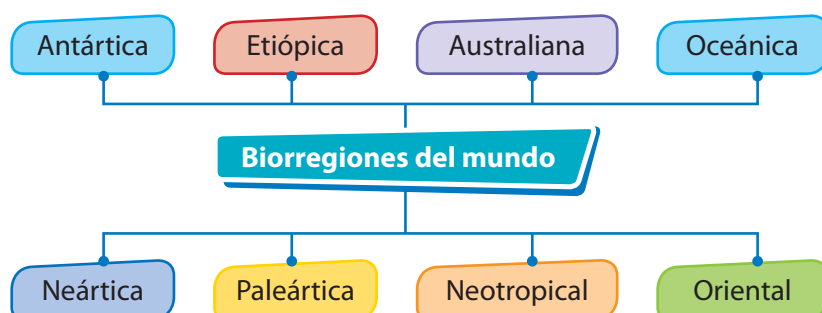 Antártica Etiópica Australiana Oceánica
Biorregiones del mundo
Neártica Paleártica Neotropical Oriental